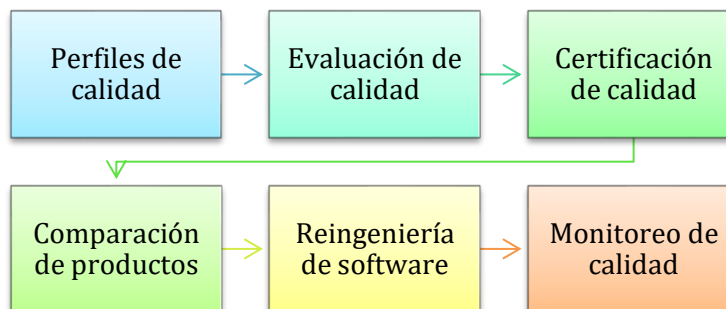 Perfiles de
calidad
Evaluación de
calidad
Certificación
de calidad
Comparación
de productos
Reingeniería
de software
Monitoreo de
calidad